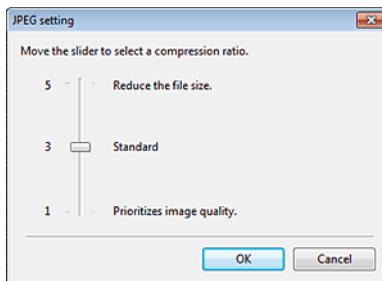 JPEG setting
Move the slider to select a compression ratio.
5 Reduce the file size.
3 Standard
1 Prioritizes image quality.
OK Cancel